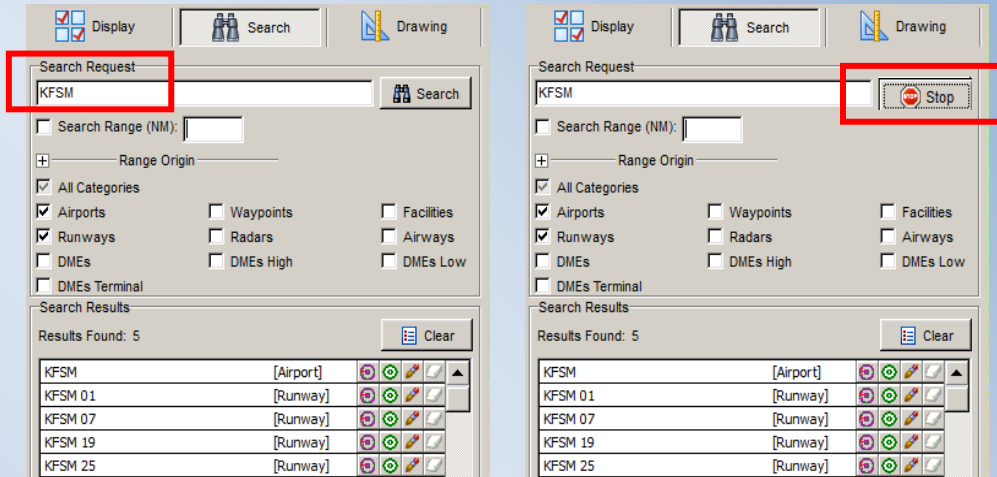 Display Search Drawing
Search Request
KFSM Search
Search Range (NM):
Range Origin
All Categories
Airports Waypoints Facilities
Runways Radars Airways
DMEs DMEs High DMEs Low
DMEs Terminal
Search Results
Results Found: 5 Clear
KFSM [Airport]
KFSM 01 [Runway]
KFSM 07 [Runway]
KFSM 19 [Runway]
KFSM 25 [Runway]
Display Search Drawing
Search Request
KFSM STOP Stop
Search Range (NM):
Range Origin
All Categories
Airports Waypoints Facilities
Runways Radars Airways
DMEs DMEs High DMEs Low
DMEs Terminal
Search Results
Results Found: 5 Clear
KFSM [Airport]
KFSM 01 [Runway]
KFSM 07 [Runway]
KFSM 19 [Runway]
KFSM 25 [Runway]